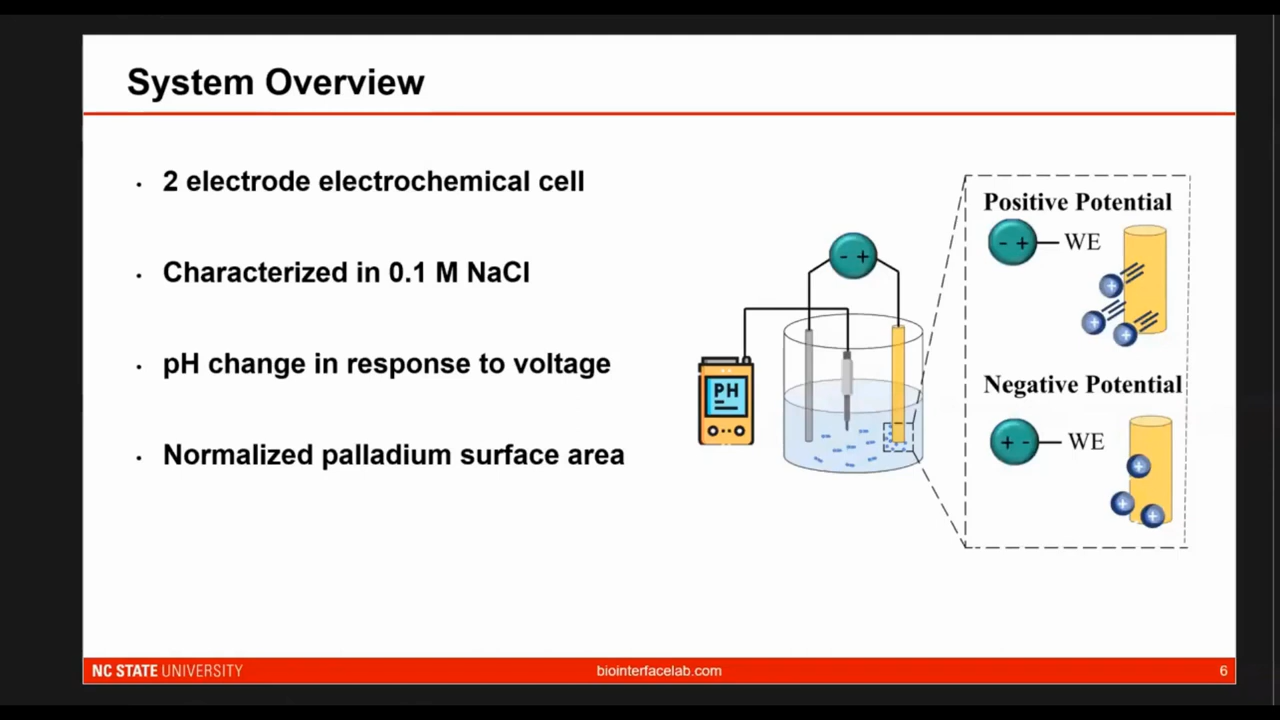 System Overview
· 2 electrode electrochemical cell
· Characterized in 0.1 M NaCl
· pH change in response to voltage
· Normalized palladium surface area
- +
PH
Positive Potential
- + WE
Negative Potential
+ - WE
+
+
+
+
+
+
NC STATE UNIVERSITY
biointerfacelab.com
6